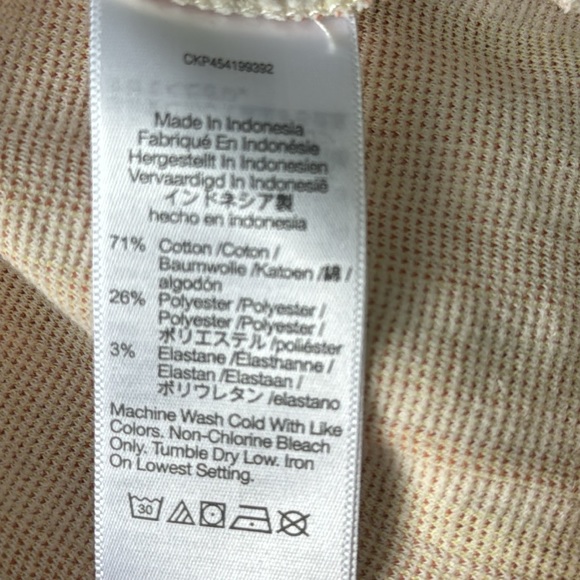 CKP454199392
Made In Indonesia
Fabriqué En Indonésie
Hergestellt In Indonesien
Vervaardigd In Indonesië
インドネシア製
hecho en indonesia
71% Cotton /Coton /
Baumwolle /Katoen /綿 /
algodón
26% Polyester /Polyester /
Polyester /Polyester /
ポリエステル /poliéster
3% Elastane /Elasthanne /
Elastan /Elastaan /
ポリウレタン /elastano
Machine Wash Cold With Like
Colors. Non-Chlorine Bleach
Only. Tumble Dry Low. Iron
On Lowest Setting.
30